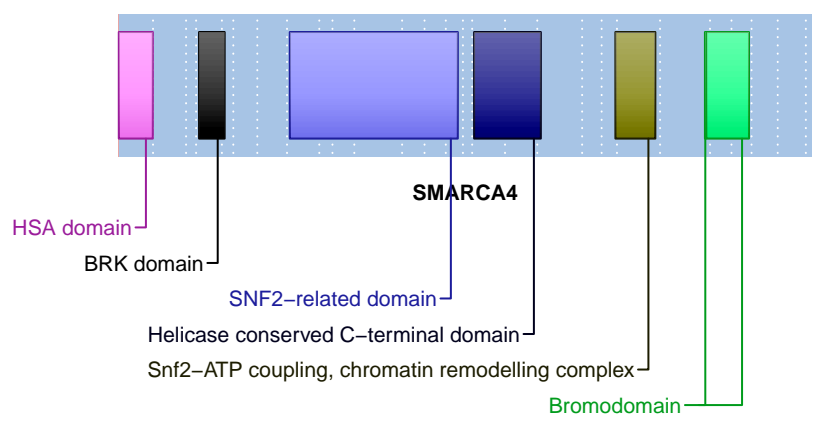 SMARCA4
HSA domain
BRK domain
SNF2−related domain
Helicase conserved C−terminal domain
Snf2−ATP coupling, chromatin remodelling complex
Bromodomain